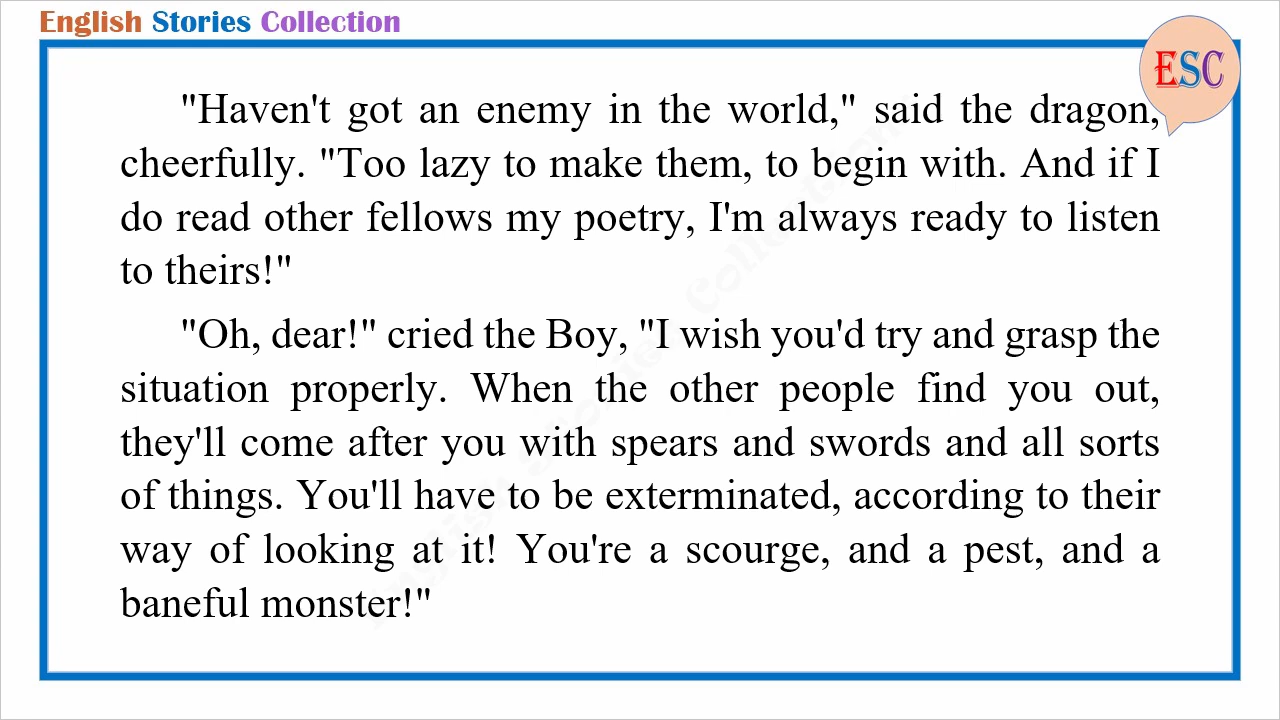 English Stories Collection
ESC
"Haven't got an enemy in the world," said the dragon,
cheerfully. "Too lazy to make them, to begin with. And if I
do read other fellows my poetry, I'm always ready to listen
to theirs!"
"Oh, dear!" cried the Boy, "I wish you'd try and grasp the
situation properly. When the other people find you out,
they'll come after you with spears and swords and all sorts
of things. You'll have to be exterminated, according to their
way of looking at it! You're a scourge, and a pest, and a
baneful monster!"